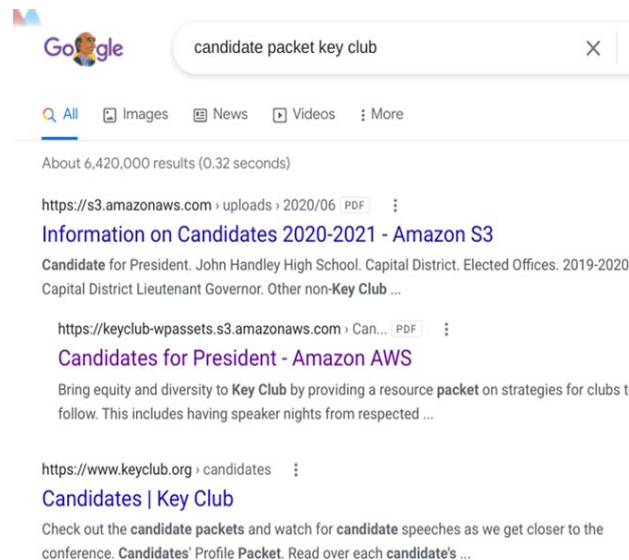 Google
candidate packet key club
All Images News Videos More
About 6,420,000 results (0.32 seconds)
https://s3.amazonaws.com › uploads › 2020/06 PDF
Information on Candidates 2020-2021 - Amazon S3
Candidate for President. John Handley High School. Capital District. Elected Offices. 2019-2020
Capital District Lieutenant Governor. Other non-Key Club ...
https://keyclub-wpassets.s3.amazonaws.com › Can... PDF
Candidates for President - Amazon AWS
Bring equity and diversity to Key Club by providing a resource packet on strategies for clubs t
follow. This includes having speaker nights from respected ...
https://www.keyclub.org › candidates
Candidates | Key Club
Check out the candidate packets and watch for candidate speeches as we get closer to the
conference. Candidates' Profile Packet. Read over each candidate's ...